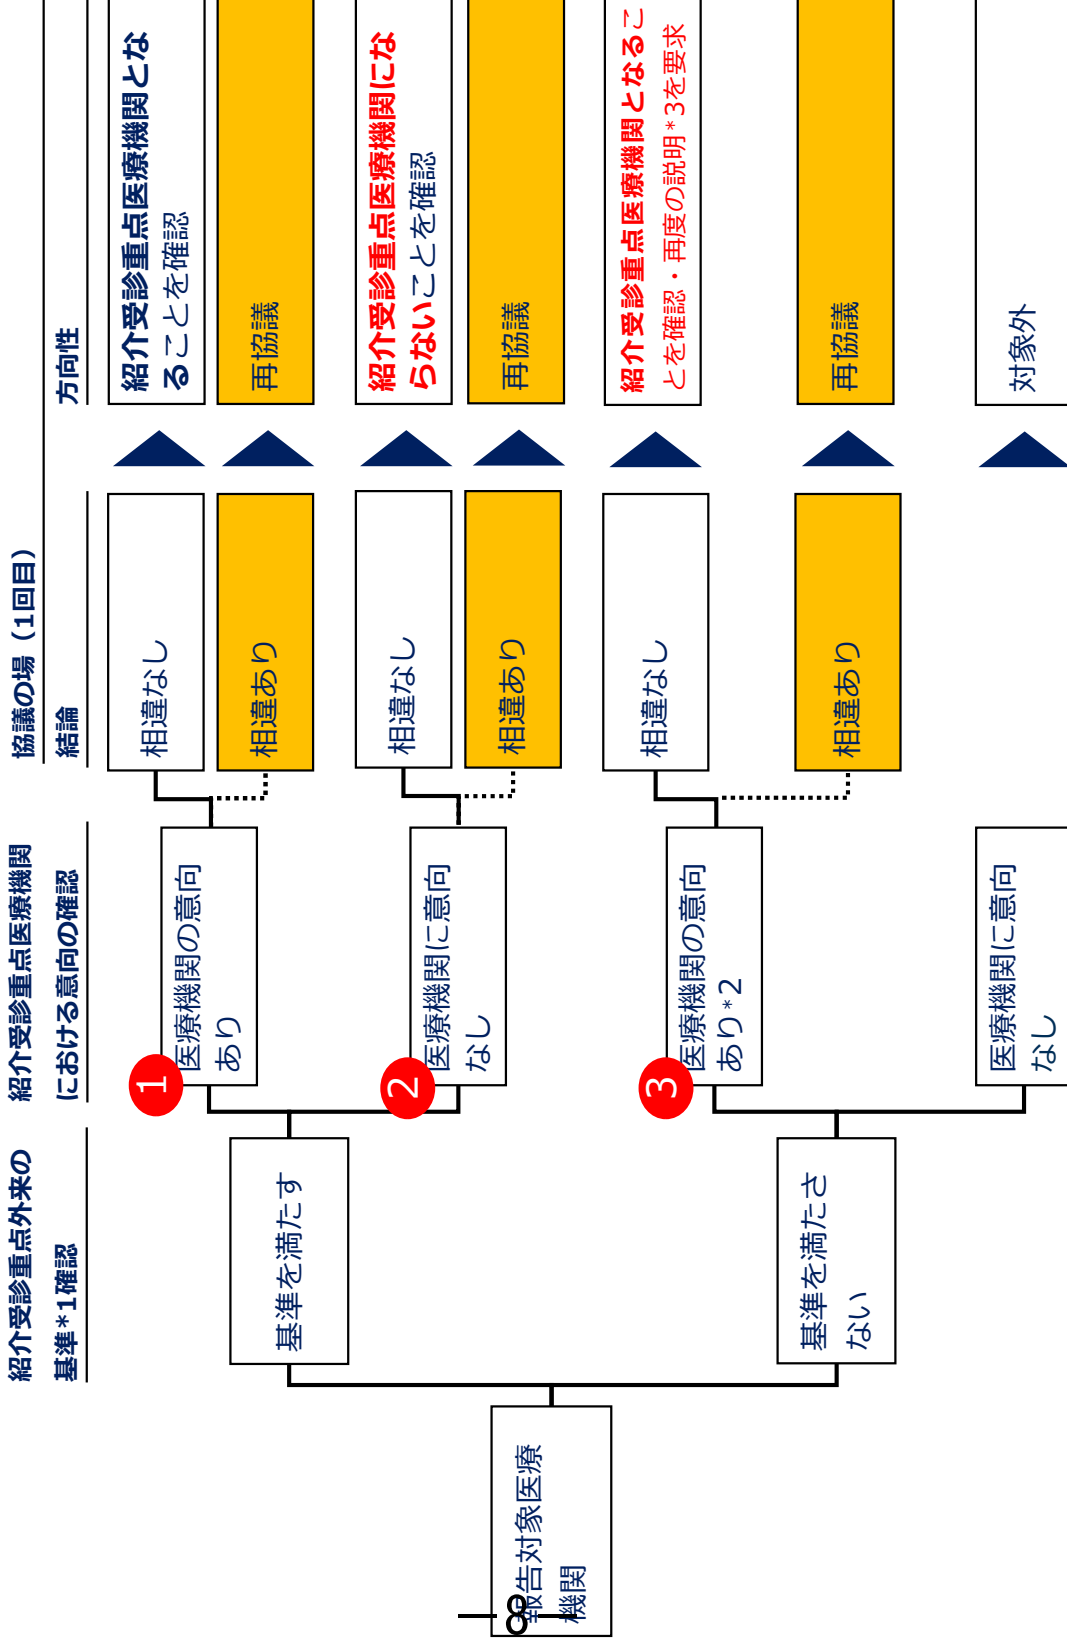 紹介受診重点外来の
基準*1確認
紹介受診重点医療機関
における意向の確認
協議の場（1回目）
結論
方向性
報告対象医療
機関
基準を満たす
1
医療機関の意向
あり
相違なし
紹介受診重点医療機関とな
ることを確認
相違あり
再協議
2
医療機関に意向
なし
相違なし
紹介受診重点医療機関にな
らないことを確認
相違あり
再協議
基準を満たさ
ない
3
医療機関の意向
あり*2
相違なし
紹介受診重点医療機関となるこ
とを確認・再度の説明*3を要求
相違あり
再協議
医療機関に意向
なし
対象外
8